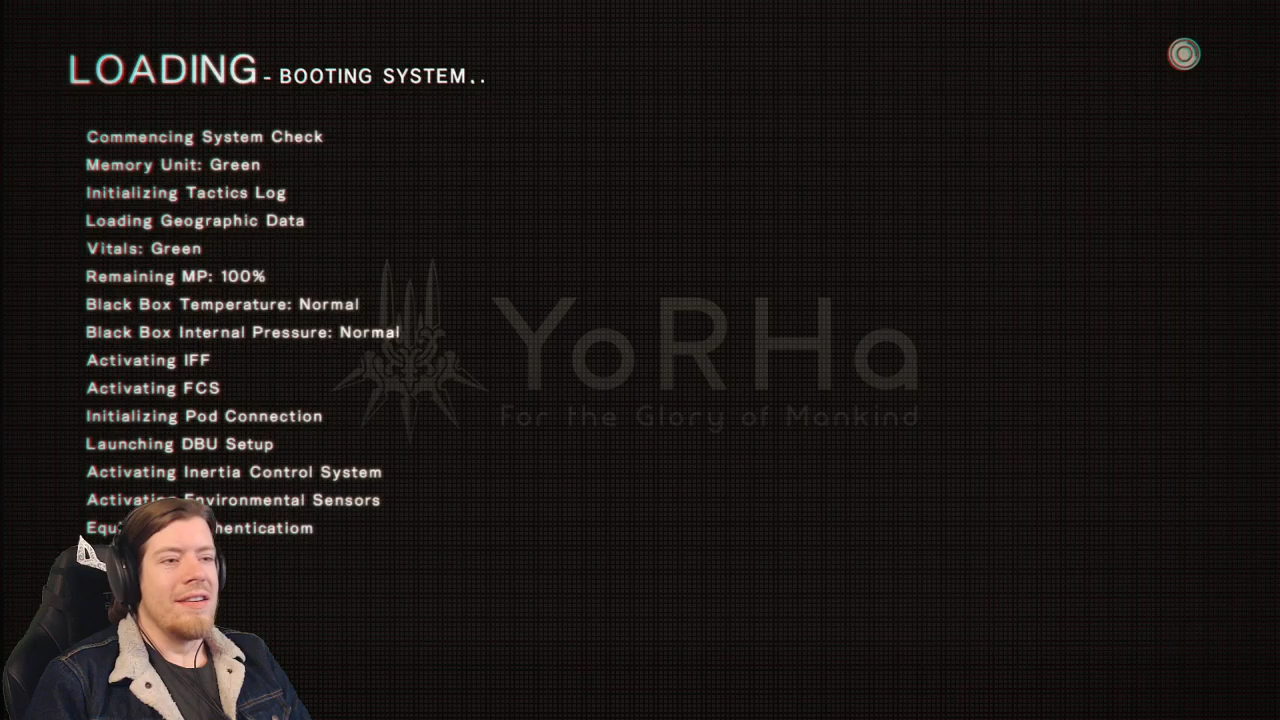 LOADING - BOOTING SYSTEM..
Commencing System Check
Memory Unit: Green
Initializing Tactics Log
Loading Geographic Data
Vitals: Green
Remaining MP: 100%
Black Box Temperature: Normal
Black Box Internal Pressure: Normal
Activating IFF
Activating FCS
Initializing Pod Connection
Launching DBU Setup
Activating Inertia Control System
Activating Environmental Sensors
YoRHa
For the Glory of Mankind